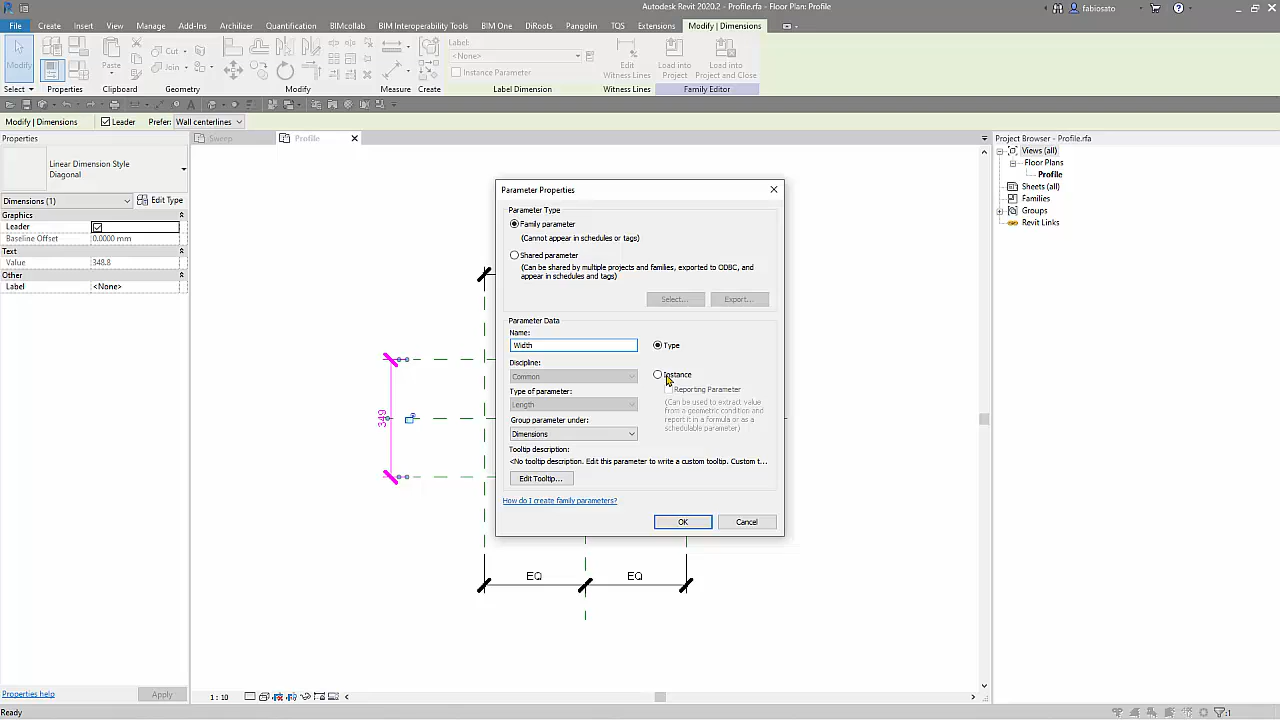 Autodesk Revit 2020.2 - Profile.rfa - Floor Plan: Profile
fabiosato
File Create Insert View Manage Add-Ins Archilizer Quantification BIMcollab BIM Interoperability Tools BIM One DiRoots Pangolin TQS Extensions Modify | Dimensions
Modify
Paste
Cut
Join
Label:
<None>
Instance Parameter
Edit
Witness Lines
Load into
Project
Load into
Project and Close
Select Properties Clipboard Geometry Modify Measure Create Label Dimension Witness Lines Family Editor
Modify | Dimensions Leader Prefer: Wall centerlines
Properties
Sweep
Profile
Project Browser - Profile.rfa
Linear Dimension Style
Diagonal
Dimensions (1)
Edit Type
Graphics
Leader
Baseline Offset 0.0000 mm
Text
Value 348.8
Other
Label <None>
Views (all)
Floor Plans
Profile
Sheets (all)
Families
Groups
Revit Links
Parameter Properties
Parameter Type
Family parameter
(Cannot appear in schedules or tags)
Shared parameter
(Can be shared by multiple projects and families, exported to ODBC, and
appear in schedules and tags)
Select...
Export...
Parameter Data
Name:
Width
Type
Discipline:
Common
Instance
Type of parameter:
Reporting Parameter
Length
(Can be used to extract value
from a geometric condition and
report it in a formula or as a
schedulable parameter)
Group parameter under:
Dimensions
Tooltip description:
<No tooltip description. Edit this parameter to write a custom tooltip. Custom t...
Edit Tooltip...
How do I create family parameters?
OK
Cancel
349
EQ
EQ
Properties help
Apply
1 : 10
Ready
:1